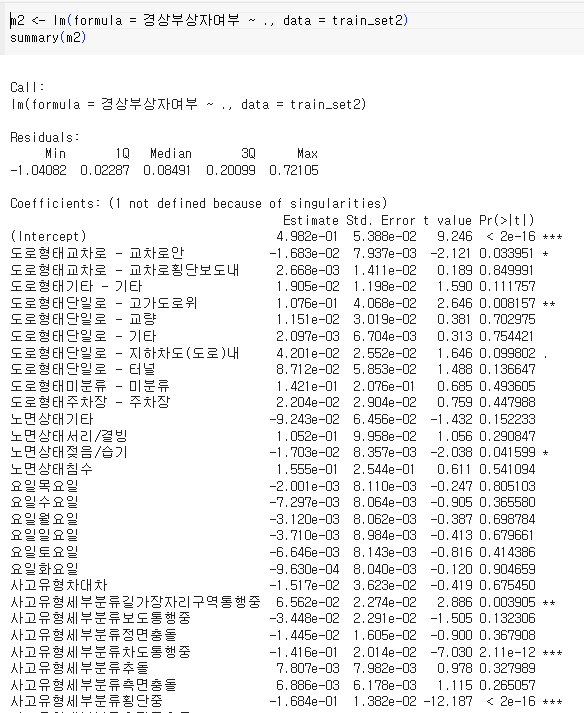 m2 <- lm(formula = 경상부상자여부 ~ ., data = train_set2)
summary(m2)
Call:
lm(formula = 경상부상자여부 ~ ., data = train_set2)
Residuals:
Min 1Q Median 3Q Max
-1.04082 0.02287 0.08491 0.20099 0.72105
Coefficients: (1 not defined because of singularities)
Estimate Std. Error t value Pr(>|t|)
(Intercept) 4.982e-01 5.388e-02 9.246 < 2e-16 ***
도로형태교차로 - 교차로안 -1.683e-02 7.937e-03 -2.121 0.033951 *
도로형태교차로 - 교차로횡단보도내 2.668e-03 1.411e-02 0.189 0.849991
도로형태기타 - 기타 1.905e-02 1.198e-02 1.590 0.111757
도로형태단일로 - 고가도로위 1.076e-01 4.068e-02 2.646 0.008157 **
도로형태단일로 - 교량 1.151e-02 3.019e-02 0.381 0.702975
도로형태단일로 - 기타 2.097e-03 6.704e-03 0.313 0.754421
도로형태단일로 - 지하차도(도로)내 4.201e-02 2.552e-02 1.646 0.099802 .
도로형태단일로 - 터널 8.712e-02 5.853e-02 1.488 0.136647
도로형태미분류 - 미분류 1.421e-01 2.076e-01 0.685 0.493605
도로형태주차장 - 주차장 2.204e-02 2.904e-02 0.759 0.447988
노면상태기타 -9.243e-02 6.456e-02 -1.432 0.152233
노면상태서리/결빙 1.052e-01 9.958e-02 1.056 0.290847
노면상태젖음/습기 -1.703e-02 8.357e-03 -2.038 0.041599 *
노면상태침수 1.555e-01 2.544e-01 0.611 0.541094
요일목요일 -2.001e-03 8.110e-03 -0.247 0.805103
요일수요일 -7.297e-03 8.064e-03 -0.905 0.365580
요일월요일 -3.120e-03 8.062e-03 -0.387 0.698784
요일일요일 -3.710e-03 8.984e-03 -0.413 0.679661
요일토요일 -6.646e-03 8.143e-03 -0.816 0.414386
요일화요일 -9.630e-04 8.040e-03 -0.120 0.904659
사고유형차대차 -1.517e-02 3.623e-02 -0.419 0.675450
사고유형세부분류길가장자리구역통행중 6.562e-02 2.274e-02 2.886 0.003905 **
사고유형세부분류보도통행중 -3.448e-02 2.291e-02 -1.505 0.132306
사고유형세부분류정면충돌 -1.445e-02 1.605e-02 -0.900 0.367908
사고유형세부분류차도통행중 -1.416e-01 2.014e-02 -7.030 2.11e-12 ***
사고유형세부분류추돌 7.807e-03 7.982e-03 0.978 0.327989
사고유형세부분류측면충돌 6.886e-03 6.178e-03 1.115 0.265057
사고유형세부분류횡단중 -1.684e-01 1.382e-02 -12.187 < 2e-16 ***